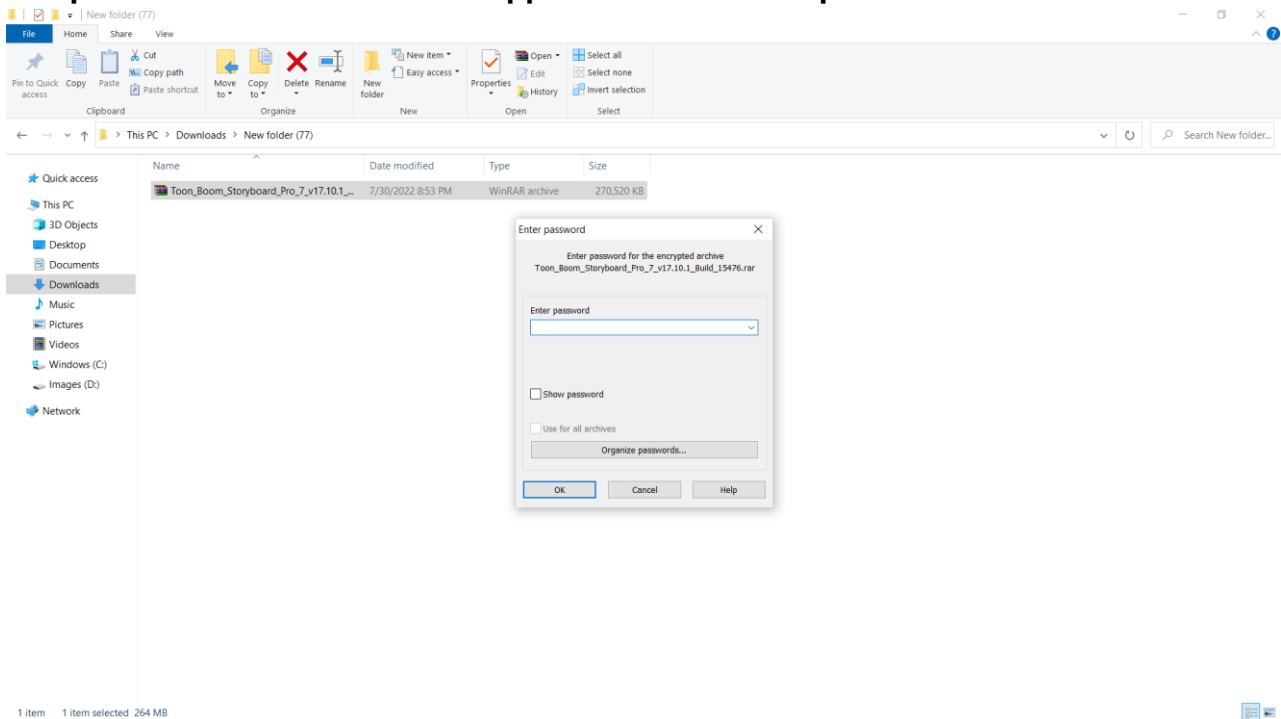 New folder (77)
File Home Share View
Pin to Quick access
Copy
Paste
Cut
Copy path
Paste shortcut
Move to
Copy to
Delete
Rename
New folder
New item
Easy access
Properties
Open
Edit
History
Select all
Select none
Invert selection
Clipboard Organize New Open Select
This PC > Downloads > New folder (77)
Search New folder...
Name Date modified Type Size
Toon_Boom_Storyboard_Pro_7_v17.10.1_... 7/30/2022 8:53 PM WinRAR archive 270,520 KB
Quick access
This PC
3D Objects
Desktop
Documents
Downloads
Music
Pictures
Videos
Windows (C:)
Images (D:)
Network
Enter password
Enter password for the encrypted archive
Toon_Boom_Storyboard_Pro_7_v17.10.1_Build_15476.rar
Enter password
Show password
Use for all archives
Organize passwords...
OK Cancel Help
1 item 1 item selected 264 MB